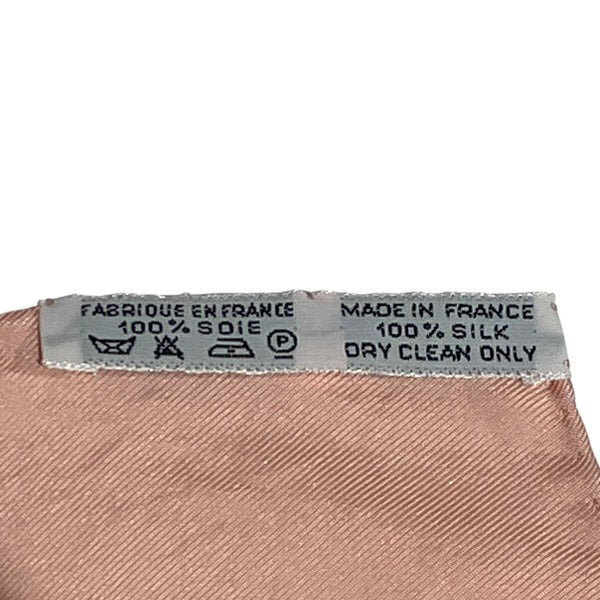 FABRIQUE EN FRANCE
100% SOIE
P
MADE IN FRANCE
100% SILK
DRY CLEAN ONLY